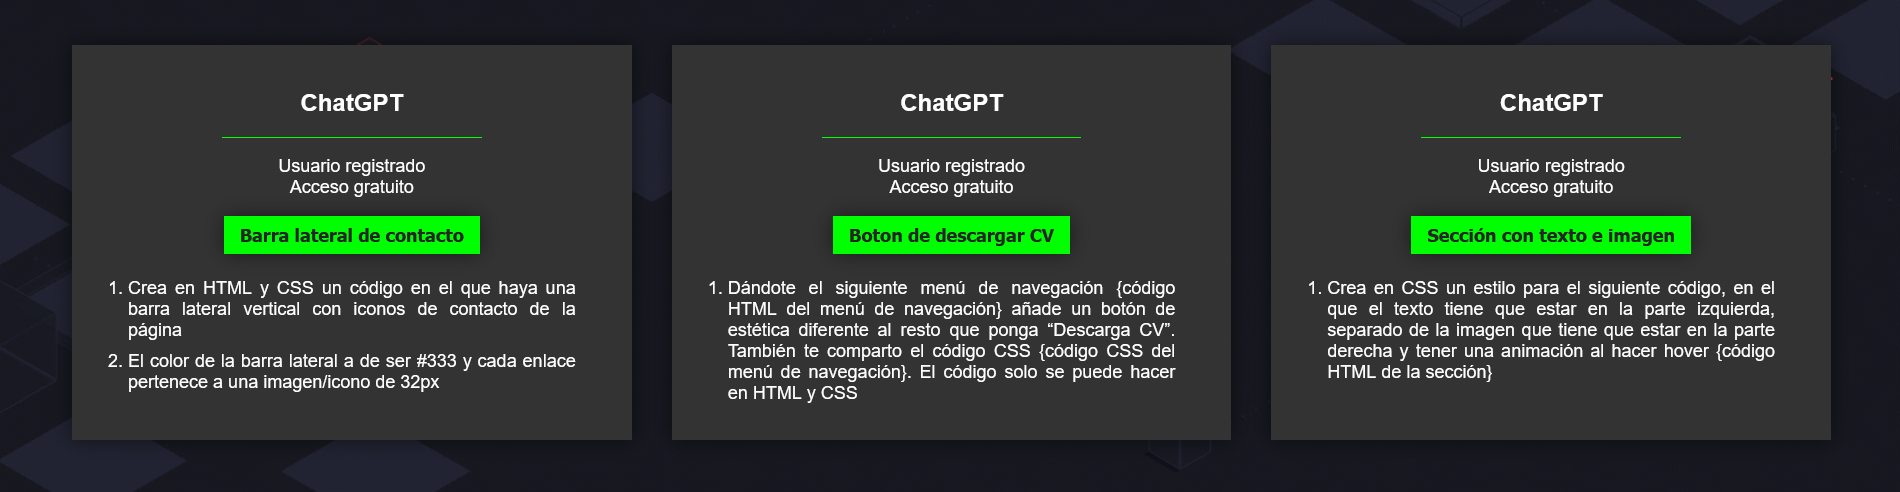 ChatGPT
Usuario registrado
Acceso gratuito
Barra lateral de contacto
1. Crea en HTML y CSS un código en el que haya una
barra lateral vertical con iconos de contacto de la
página
2. El color de la barra lateral a de ser #333 y cada enlace
pertenece a una imagen/icono de 32px
ChatGPT
Usuario registrado
Acceso gratuito
Boton de descargar CV
1. Dándote el siguiente menú de navegación {código
HTML del menú de navegación} añade un botón de
estética diferente al resto que ponga “Descarga CV”.
También te comparto el código CSS {código CSS del
menú de navegación}. El código solo se puede hacer
en HTML y CSS
ChatGPT
Usuario registrado
Acceso gratuito
Sección con texto e imagen
1. Crea en CSS un estilo para el siguiente código, en el
que el texto tiene que estar en la parte izquierda,
separado de la imagen que tiene que estar en la parte
derecha y tener una animación al hacer hover {código
HTML de la sección}